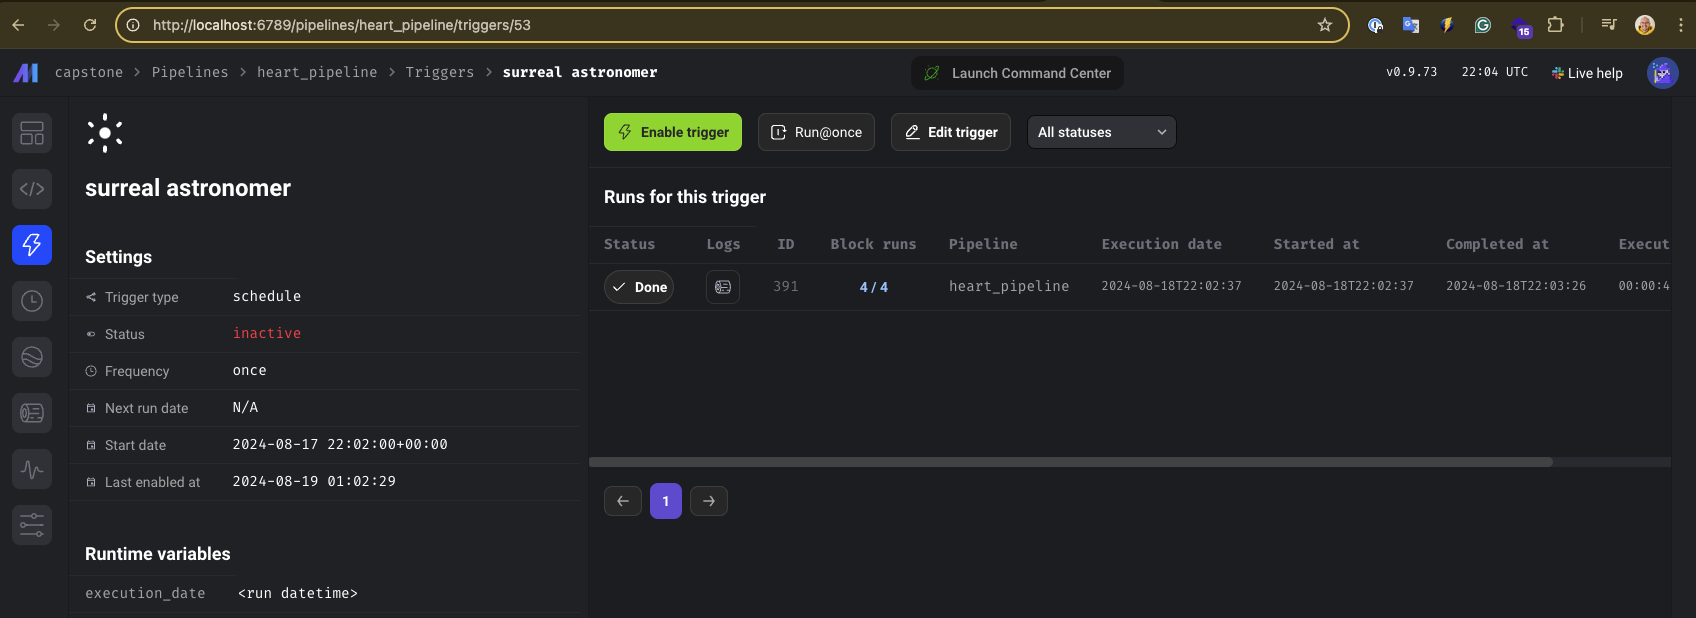 http://localhost:6789/pipelines/heart_pipeline/triggers/53
15
capstone > Pipelines > heart_pipeline > Triggers > surreal astronomer
Launch Command Center
v0.9.73
22:04 UTC
Live help
surreal astronomer
Settings
Trigger type schedule
Status inactive
Frequency once
Next run date N/A
Start date 2024-08-17 22:02:00+00:00
Last enabled at 2024-08-19 01:02:29
Runtime variables
execution_date <run datetime>
Enable trigger
Run@once
Edit trigger
All statuses
Runs for this trigger
Status Logs ID Block runs Pipeline Execution date Started at Completed at Execut
Done 391 4 / 4 heart_pipeline 2024-08-18T22:02:37 2024-08-18T22:02:37 2024-08-18T22:03:26 00:00:4
1